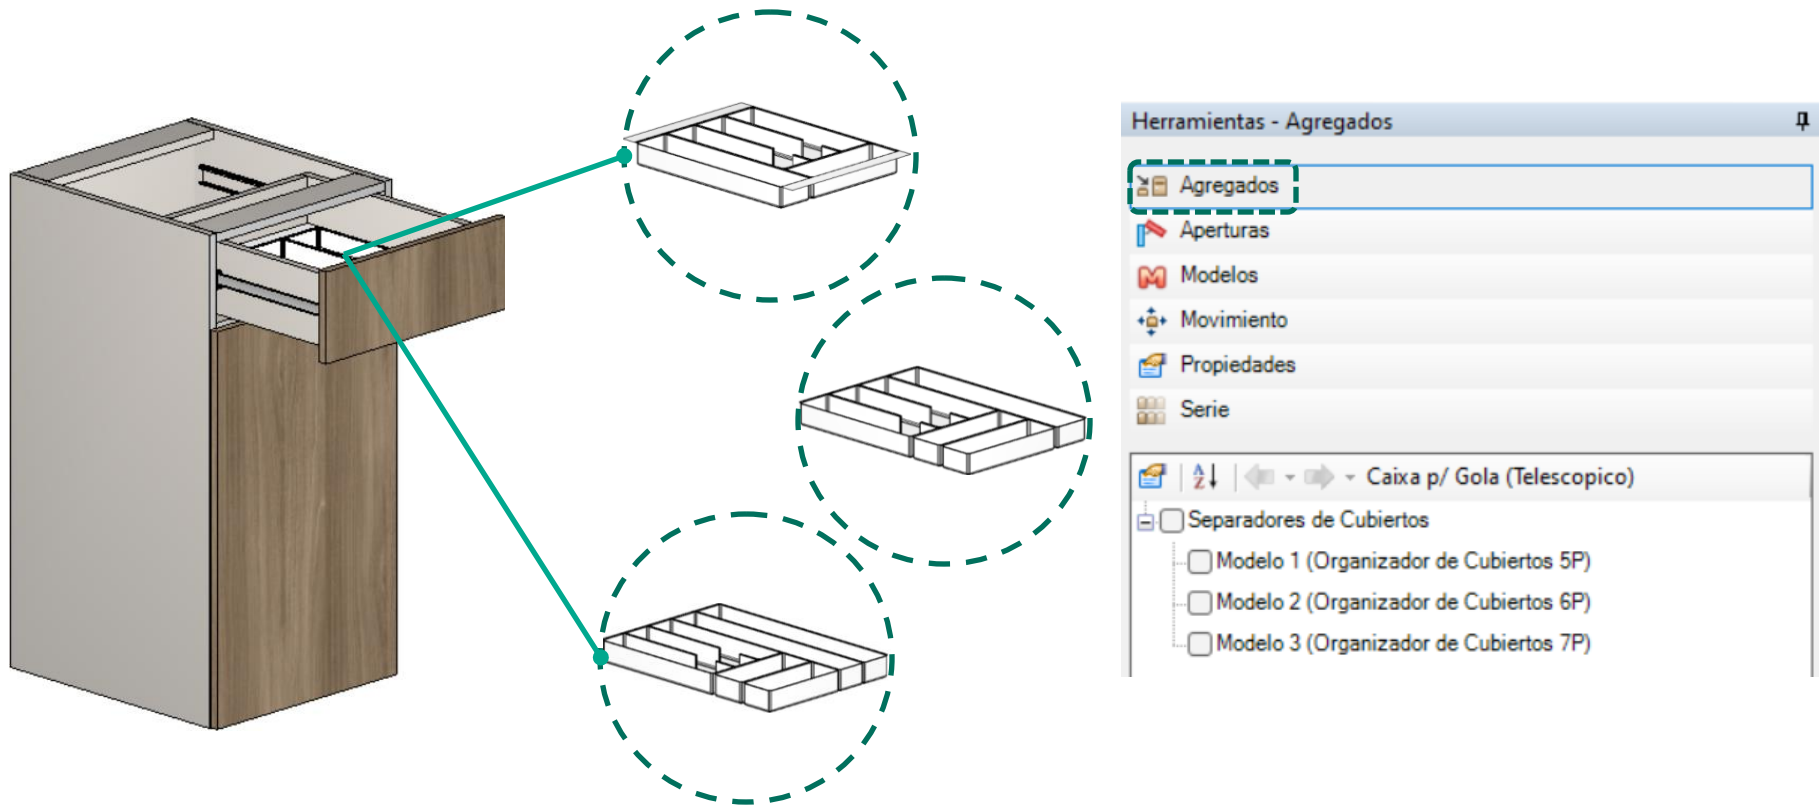 Herramientas - Agregados
Agregados
Aperturas
Modelos
Movimiento
Propiedades
Serie
Caixa p/ Gola (Telescopico)
Separadores de Cubiertos
Modelo 1 (Organizador de Cubiertos 5P)
Modelo 2 (Organizador de Cubiertos 6P)
Modelo 3 (Organizador de Cubiertos 7P)